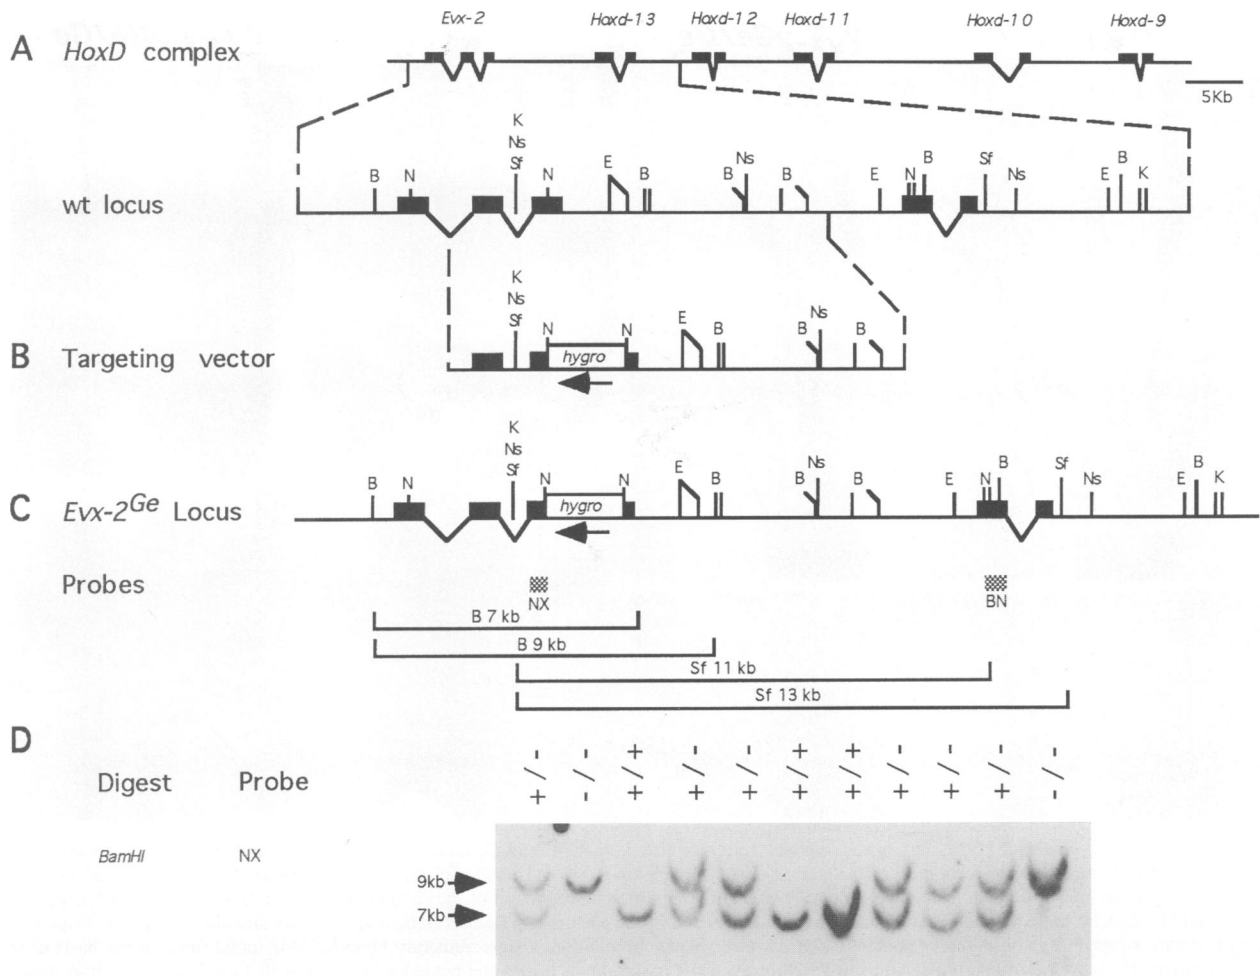 Evx-2 Hoxd-13 Hoxd-12 Hoxd-11 Hoxd-10 Hoxd-9
A HoxD complex
5Kb
K
Ns
B N Sf N E B B Ns B E N B Sf Ns E B K
wt locus
K
Ns
Sf N N E B B Ns B
B Targeting vector hygro
K
Ns
B N Sf N N E B B Ns B E N B Sf Ns E B K
C Evx-2Ge Locus hygro
Probes
NX BN
B 7 kb
B 9 kb
Sf 11 kb
Sf 13 kb
D
Digest Probe
- - + - - + + - - - -
/ / / / / / / / / / /
+ - + + + + + + + + -
BamHI NX
9kb
7kb